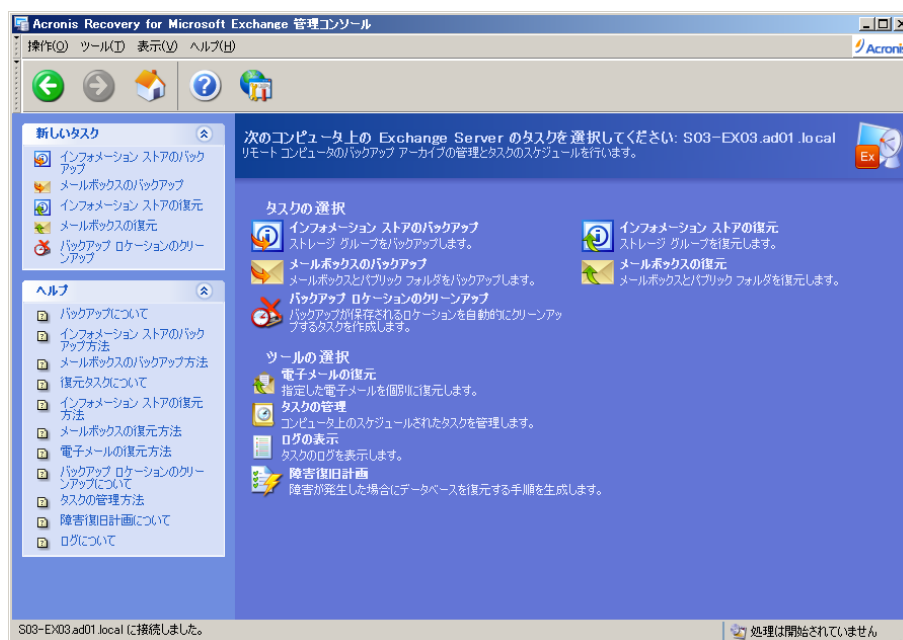 Acronis Recovery for Microsoft Exchange 管理コンソール
操作(O) ツール(T) 表示(V) ヘルプ(H)
Acronis
新しいタスク
インフォメーション ストアのバック
アップ
メールボックスのバックアップ
インフォメーション ストアの復元
メールボックスの復元
バックアップ ロケーションのクリー
ンアップ
ヘルプ
バックアップについて
インフォメーション ストアのバック
アップ方法
メールボックスのバックアップ方法
復元タスクについて
インフォメーション ストアの復元
方法
メールボックスの復元方法
電子メールの復元方法
バックアップ ロケーションのクリー
ンアップについて
タスクの管理方法
障害復旧計画について
ログについて
次のコンピュータ上の Exchange Server のタスクを選択してください: S03-EX03.ad01.local
リモート コンピュータのバックアップ アーカイブの管理とタスクのスケジュールを行います。
Ex
タスクの選択
インフォメーション ストアのバックアップ
ストレージ グループをバックアップします。
インフォメーション ストアの復元
ストレージ グループを復元します。
メールボックスのバックアップ
メールボックスとパブリック フォルダをバックアップします。
メールボックスの復元
メールボックスとパブリック フォルダを復元します。
バックアップ ロケーションのクリーンアップ
バックアップが保存されるロケーションを自動的にクリーンアッ
プするタスクを作成します。
ツールの選択
電子メールの復元
指定した電子メールを個別に復元します。
タスクの管理
コンピュータ上のスケジュールされたタスクを管理します。
ログの表示
タスクのログを表示します。
障害復旧計画
障害が発生した場合にデータベースを復元する手順を生成します。
S03-EX03.ad01.local に接続しました。
処理は開始されていません